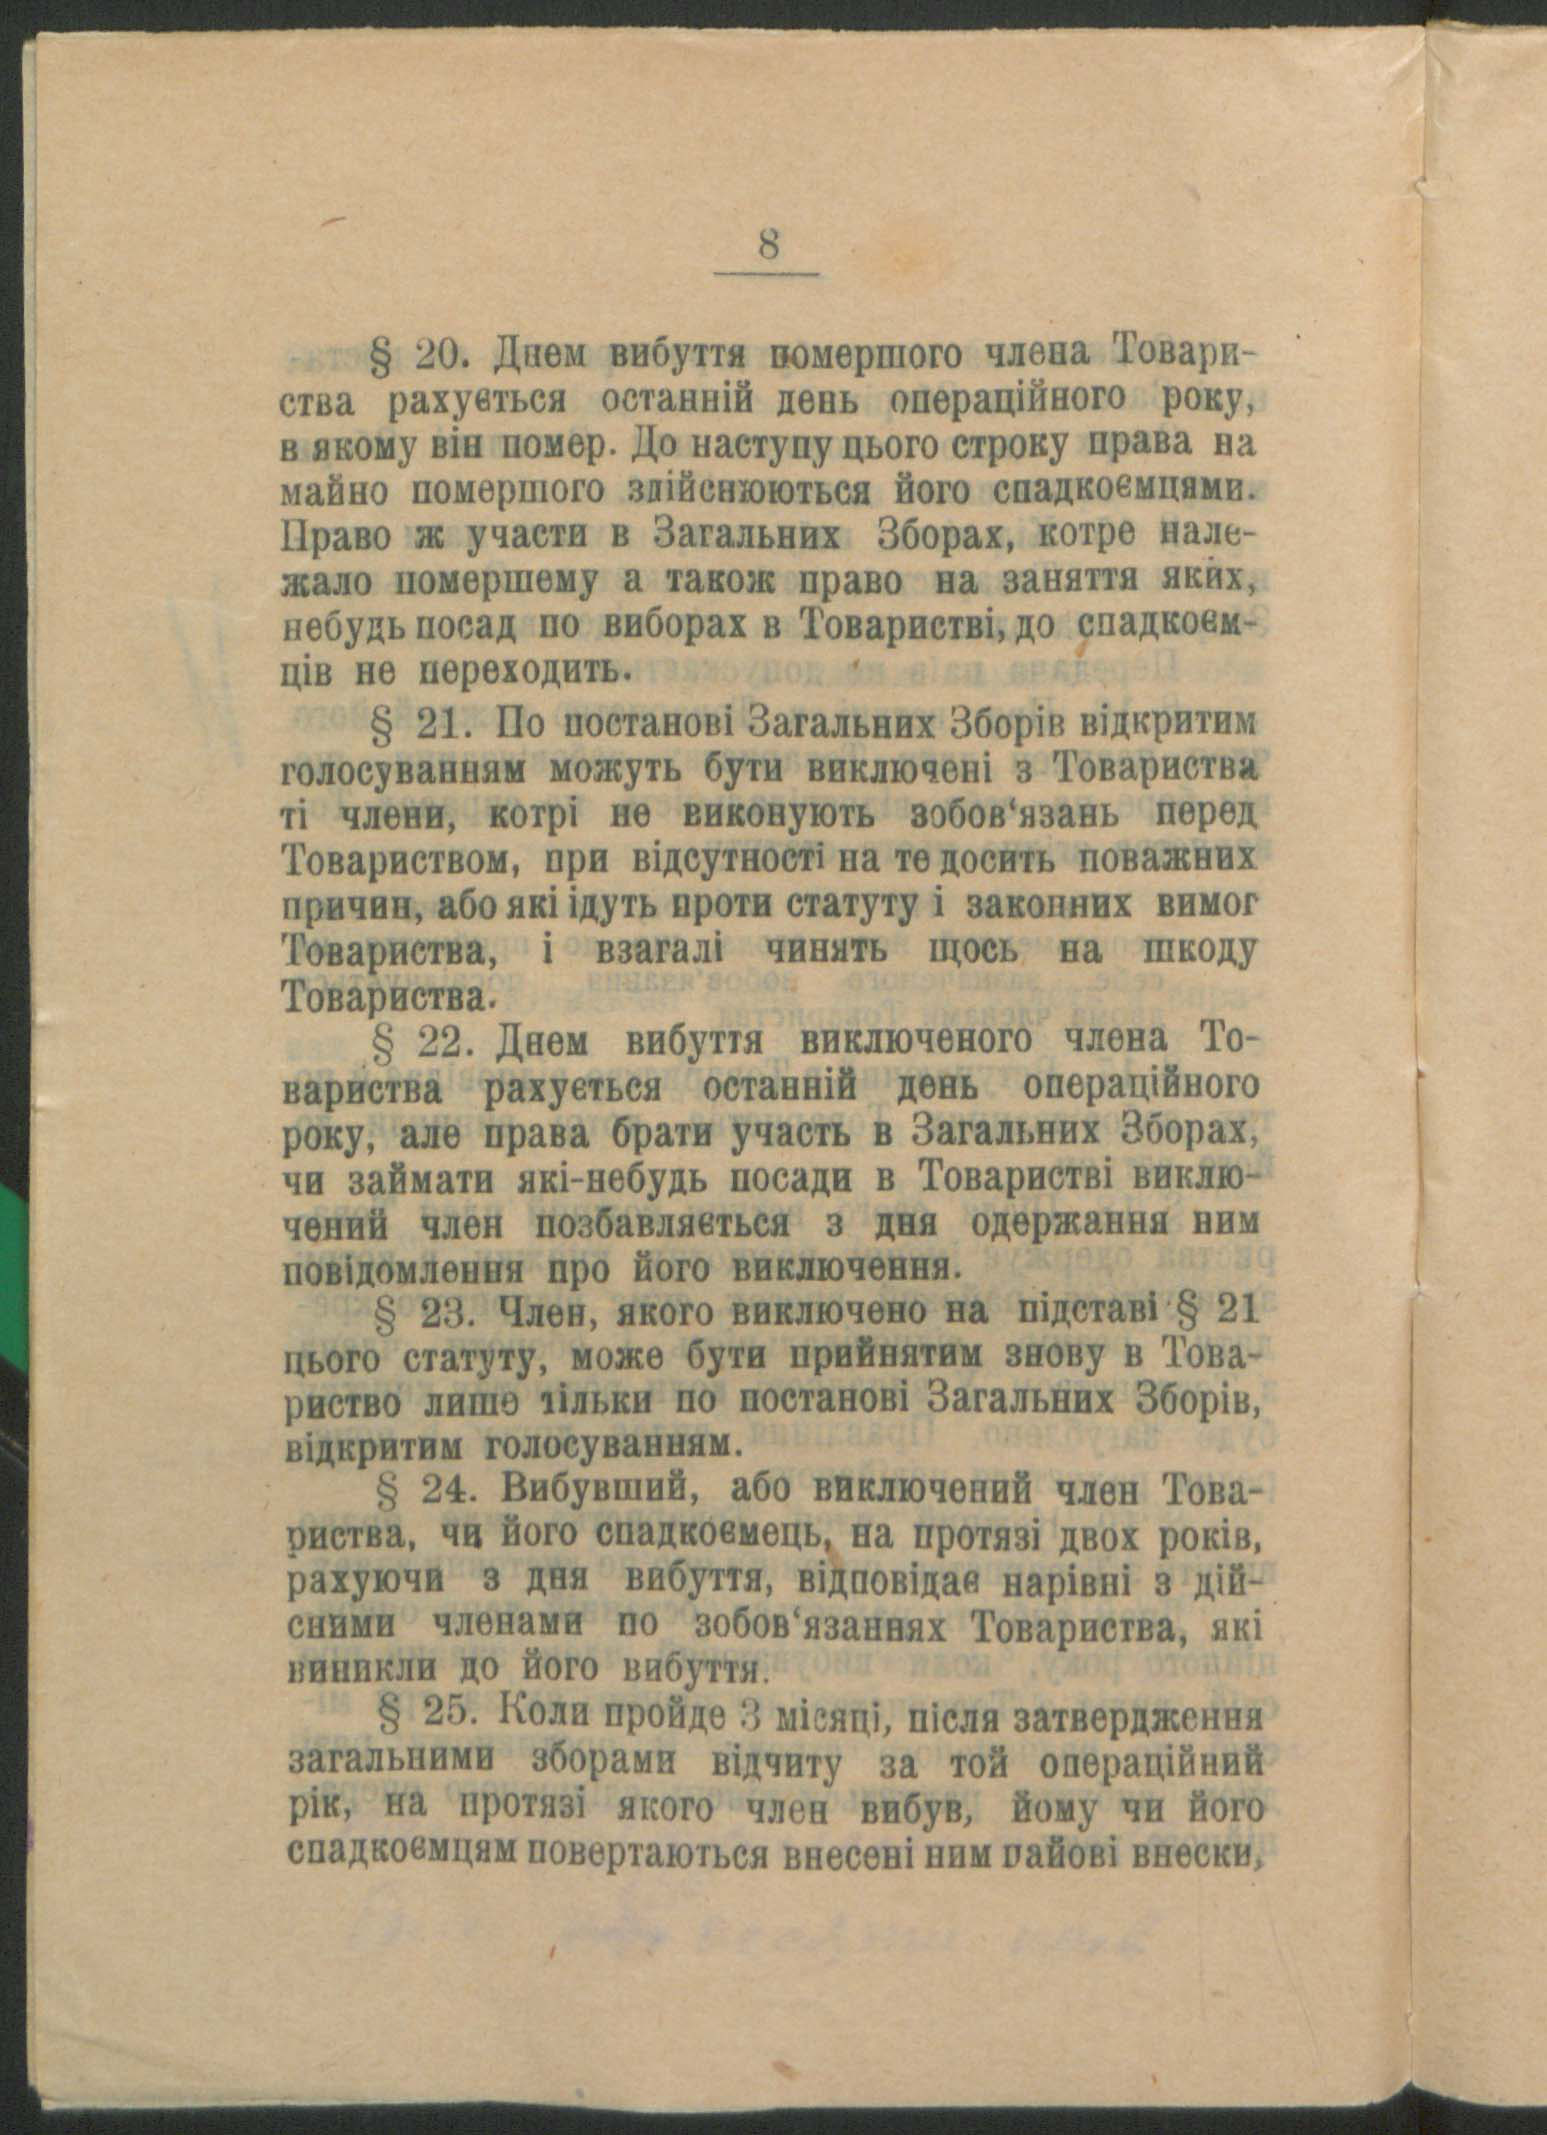 8
§ 20. Днем вибуття помершого члена Товари-
ства рахується останній день операційного року,
в якому він помер. До наступу цього строку права на
майно помершого здійснюються його спадкоємцями.
Право ж участи в Загальних Зборах, котре нале-
жало помершему а також право на заняття яких,
небудь посад по виборах в Товаристві, до спадкоєм-
ців не переходить.
§ 21. По постанові Загальних Зборів відкритим
голосуванням можуть бути виключені з Товариства
ті члени, котрі не виконують зобов‘язань перед
Товариством, при відсутності на те досить поважних
причин, або які ідуть проти статуту і законних вимог
Товариства, і взагалі чинять щось на шкоду
Товариства.
§ 22. Днем вибуття виключеного члена То-
вариства рахується останній день операційного
року, але права брати участь в Загальних Зборах,
чи займати які-небудь посади в Товаристві виклю-
чений член позбавляється з дня одержання ним
повідомлення про його виключення.
§ 23. Член, якого виключено на підставі § 21
цього статуту, може бути прийнятим знову в Това-
риство лише тільки по постанові Загальних Зборів,
відкритим голосуванням.
§ 24. Вибувший, або виключений член Това-
риства, чи його спадкоємець, на протязі двох років,
рахуючи з дня вибуття, відповідає нарівні з дій-
сними членами по зобов‘язаннях Товариства, які
виникли до його вибуття.
§ 25. Коли пройде 3 місяці, після затвердження
загальними зборами відчиту за той операційний
рік, на протязі якого член вибув, йому чи його
спадкоємцям повертаються внесені ним пайові внески,